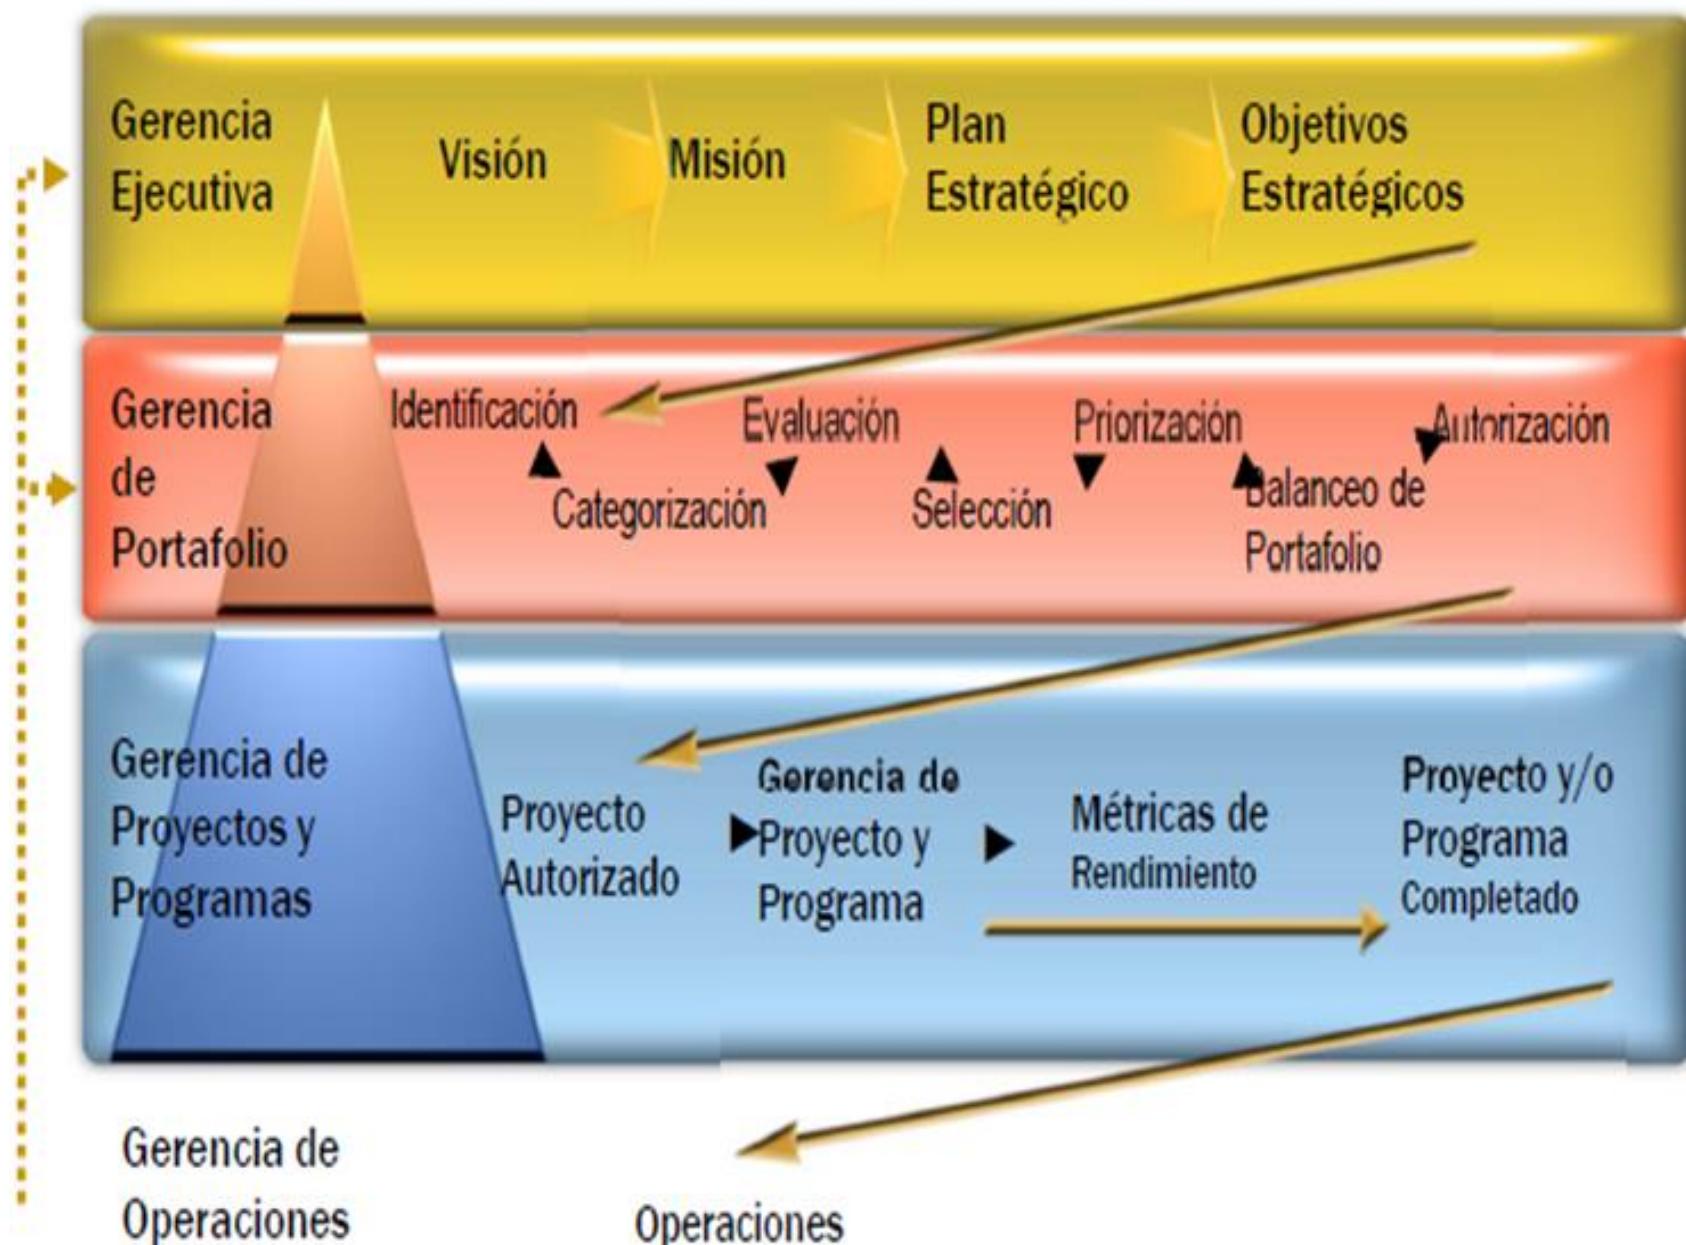 Gerencia
Ejecutiva
Visión
Misión
Plan
Estratégico
Objetivos
Estratégicos
Gerencia
de
Portafolio
Identificación
Categorización
Evaluación
Selección
Priorización
Balanceo de
Portafolio
Autorización
Gerencia de
Proyectos y
Programas
Proyecto
Autorizado
Gerencia de
Proyecto y
Programa
Métricas de
Rendimiento
Proyecto y/o
Programa
Completado
Gerencia de
Operaciones
Operaciones